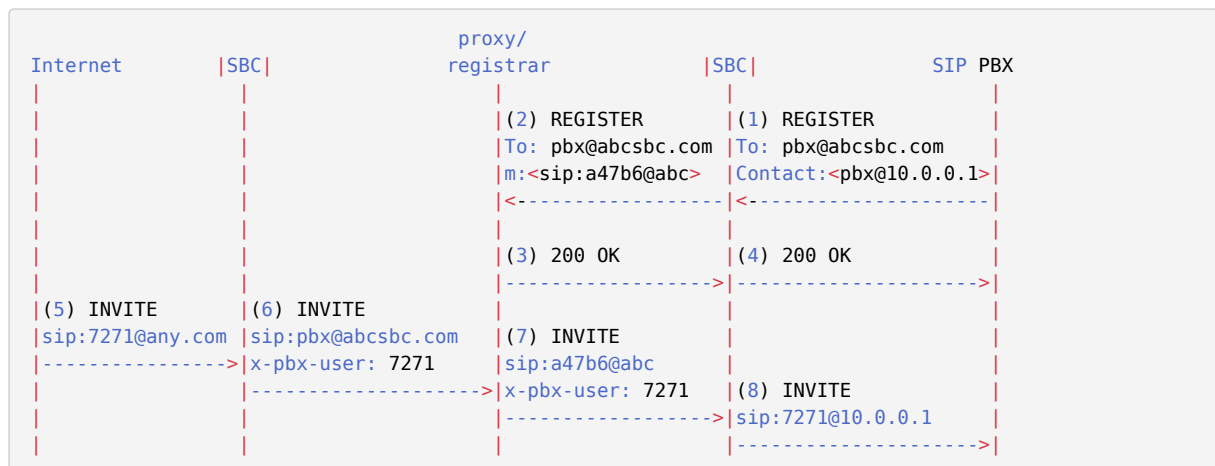 proxy/
Internet         |SBC|                registrar              |SBC|                 SIP PBX
|                  |                       |                     |                        |
|                  |                       |(2) REGISTER         |(1) REGISTER            |
|                  |                       |To: pbx@abcsbc.com |To: pbx@abcsbc.com      |
|                  |                       |m:<sip:a47b6@abc>  |Contact:<pbx@10.0.0.1>|
|                  |                       |<------------------|<---------------------|
|                  |                       |                     |                        |
|                  |                       |(3) 200 OK           |(4) 200 OK              |
|                  |                       |------------------>|--------------------->|
|(5) INVITE        |(6) INVITE             |                     |                        |
|sip:7271@any.com |sip:pbx@abcsbc.com   |(7) INVITE           |                        |
|---------------->|x-pbx-user: 7271     |sip:a47b6@abc        |                        |
|                  |------------------->|x-pbx-user: 7271   |(8) INVITE              |
|                  |                       |----------------->|sip:7271@10.0.0.1       |
|                  |                       |                     |-------------------->|